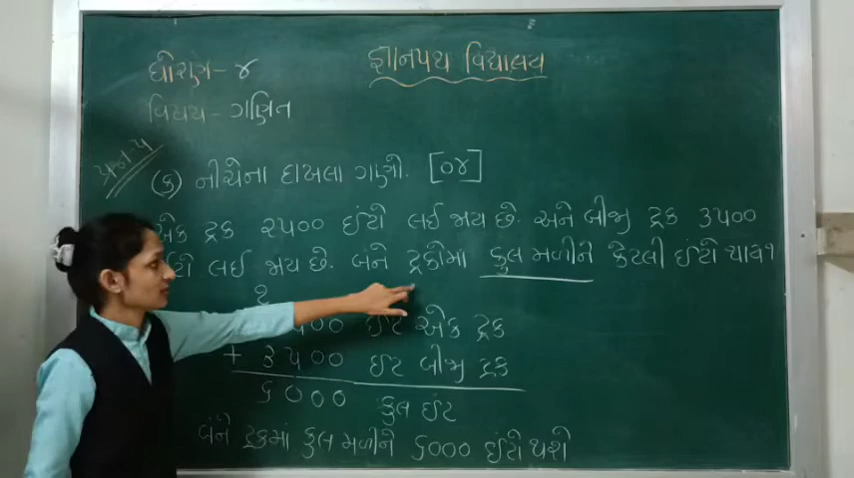 જ્ઞાનપથ વિદ્યાલય
ધોરણ - ૪
વિષય - ગણિત
પ્રશ્ન-૫
(ક) નીચેના દાખલા ગણો. [૦૪]
એક ટ્રક ૨૫૦૦ ઈંટો લઈ જાય છે. અને બીજી ટ્રક ૩૫૦૦
લઈ જાય છે. બંને ટ્રકોમાં કુલ મળીને કેટલી ઈંટો થાય?
૧
૫૦૦ ઈંટ એક ટ્રક
+ ૩૫૦૦ ઈંટ બીજી ટ્રક
૬૦૦૦ કુલ ઈંટ
બંને ટ્રકમાં કુલ મળીને ૬૦૦૦ ઈંટો થશે